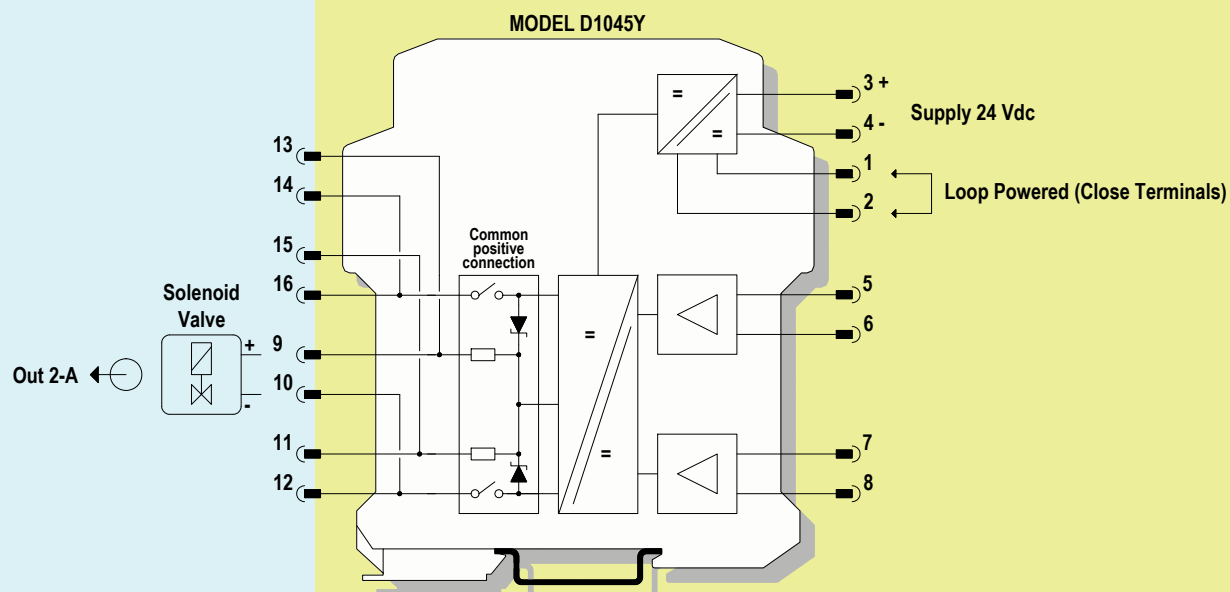 MODEL D1045Y
3 +
Supply 24 Vdc
4 -
13
1
14
Loop Powered (Close Terminals)
2
Common
positive
connection
15
16
5
Solenoid
Valve
=
=
=
6
+
9
Out 2-A
10
-
11
7
=
12
8